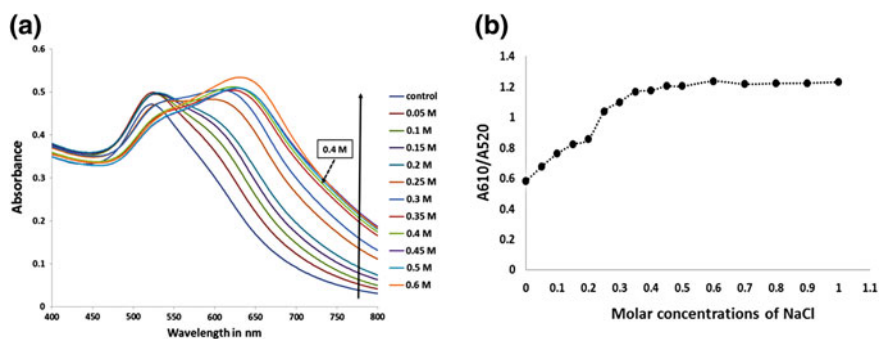 (a)
0.6
0.5
0.4
0.3
0.2
0.1
0
400
450
500
550
600
650
700
750
800
Absorbance
Wavelength in nm
0.4 M
control
0.05 M
0.1 M
0.15 M
0.2 M
0.25 M
0.3 M
0.35 M
0.4 M
0.45 M
0.5 M
0.6 M
(b)
1.4
1.2
1
0.8
0.6
0.4
0.2
0
0
0.1
0.2
0.3
0.4
0.5
0.6
0.7
0.8
0.9
1
1.1
A610/A520
Molar concentrations of NaCl